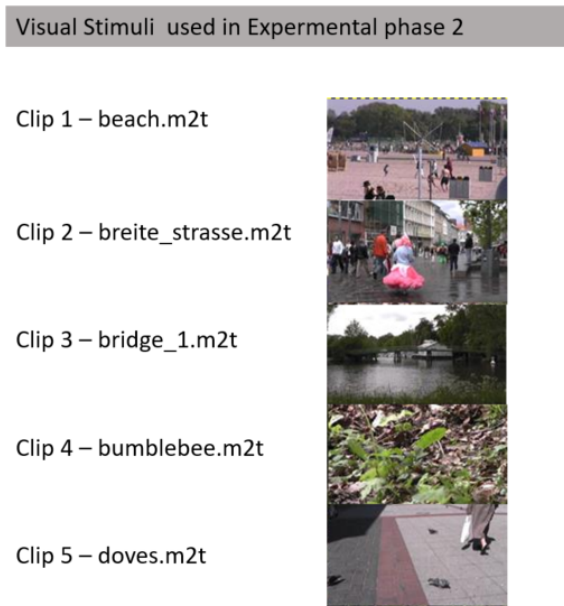 Visual Stimuli used in Expermental phase 2
Clip 1 – beach.m2t
Clip 2 – breite_strasse.m2t
Clip 3 – bridge_1.m2t
Clip 4 – bumblebee.m2t
Clip 5 – doves.m2t